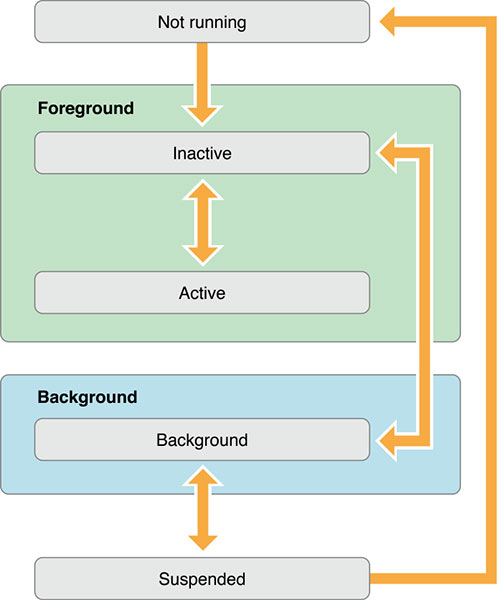 Not running
Foreground
Inactive
Active
Background
Background
Suspended